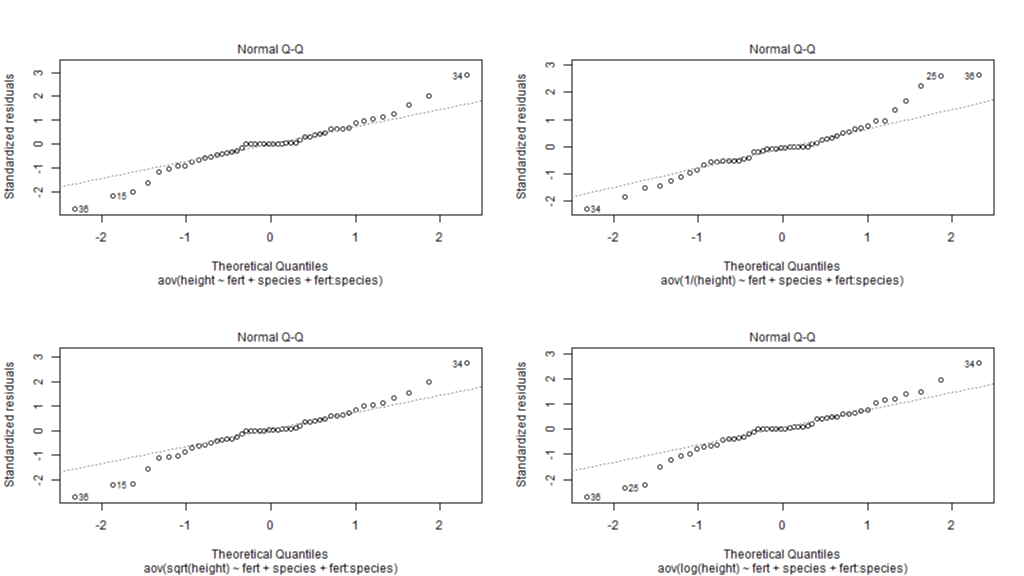 Normal Q-Q
Standardized residuals
3
2
1
0
-1
-2
34
15
36
-2 -1 0 1 2
Theoretical Quantiles
aov(height ~ fert + species + fert:species)
Normal Q-Q
Standardized residuals
3
2
1
0
-1
-2
25
36
34
-2 -1 0 1 2
Theoretical Quantiles
aov(1/(height) ~ fert + species + fert:species)
Normal Q-Q
Standardized residuals
3
2
1
0
-1
-2
34
15
36
-2 -1 0 1 2
Theoretical Quantiles
aov(sqrt(height) ~ fert + species + fert:species)
Normal Q-Q
Standardized residuals
3
2
1
0
-1
-2
34
25
36
-2 -1 0 1 2
Theoretical Quantiles
aov(log(height) ~ fert + species + fert:species)